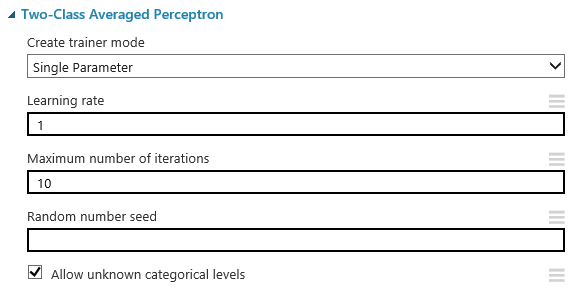 Two-Class Averaged Perceptron
Create trainer mode
Single Parameter
Learning rate
1
Maximum number of iterations
10
Random number seed
Allow unknown categorical levels